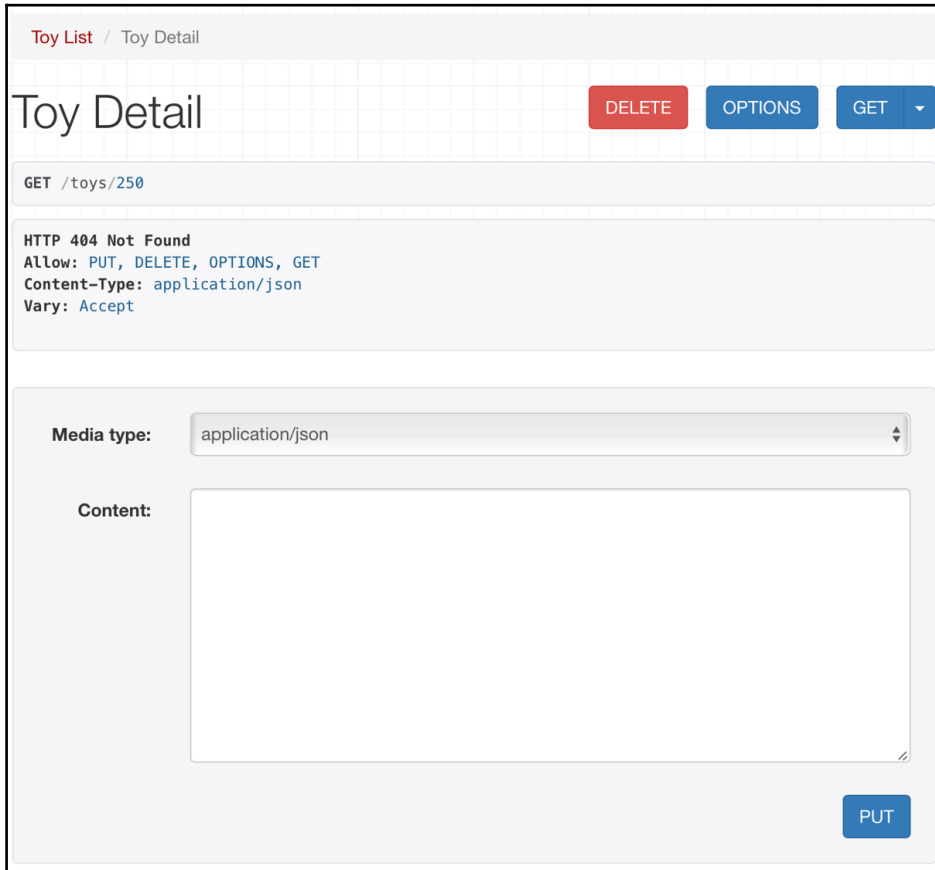 Toy List / Toy Detail
Toy Detail
DELETE OPTIONS GET
GET /toys/250
HTTP 404 Not Found
Allow: PUT, DELETE, OPTIONS, GET
Content-Type: application/json
Vary: Accept
Media type: application/json
Content:
PUT